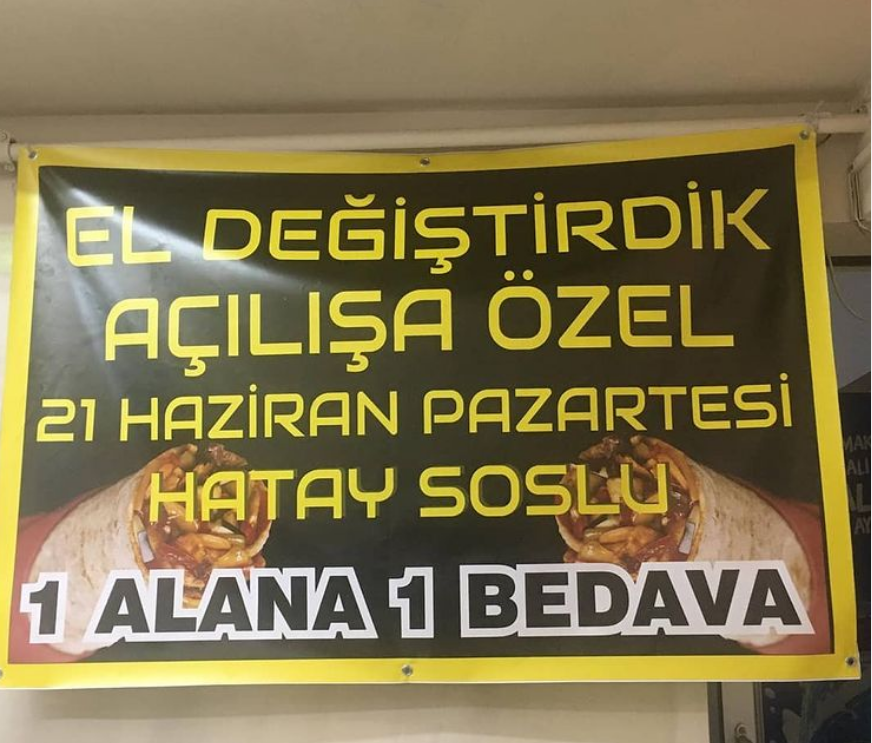 EL DEĞİŞTİRDİK
AÇILIŞA ÖZEL
21 HAZİRAN PAZARTESİ
HATAY SOSLU
1 ALANA 1 BEDAVA